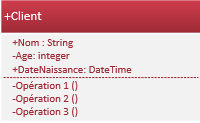 +Client
+Nom : String
-Age: integer
+DateNaissance: DateTime
-Opération 1 ()
-Opération 2 ()
-Opération 3 ()